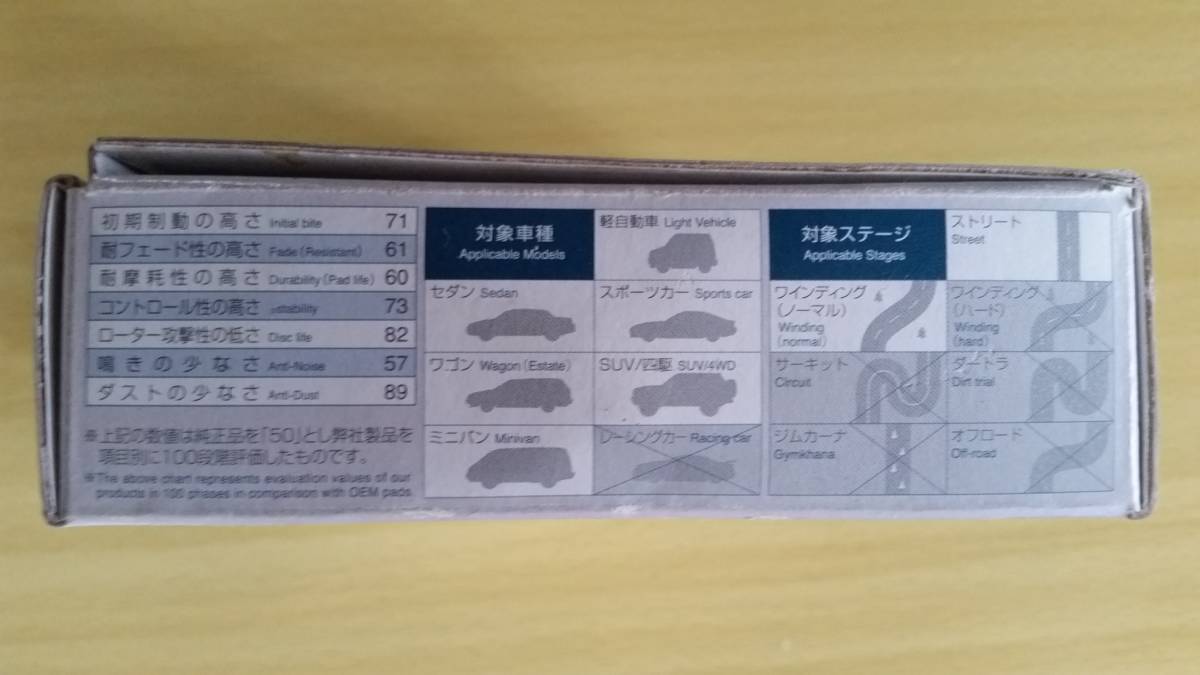 初期制動の高さ Initial bite 71
耐フェード性の高さ Fade (Resistant) 61
耐摩耗性の高さ Durability (Pad life) 60
コントロール性の高さ μstability 73
ローター攻撃性の低さ Disc life 82
鳴きの少なさ Anti-Noise 57
ダストの少なさ Anti-Dust 89
※上記の数値は純正品を「50」とし弊社製品を
項目別に100段階評価したものです。
※The above chart represents evaluation values of our
products in 100 phases in comparison with OEM pads
対象車種
Applicable Models
軽自動車 Light Vehicle
セダン Sedan
スポーツカー Sports car
ワゴン Wagon (Estate)
SUV/四駆 SUV/4WD
ミニバン Minivan
レーシングカー Racing car
対象ステージ
Applicable Stages
ストリート
Street
ワインディング
(ノーマル)
Winding
(normal)
ワインディング
(ハード)
Winding
(hard)
サーキット
Circuit
ダートラ
Dirt trial
ジムカーナ
Gymkhana
オフロード
Off-road